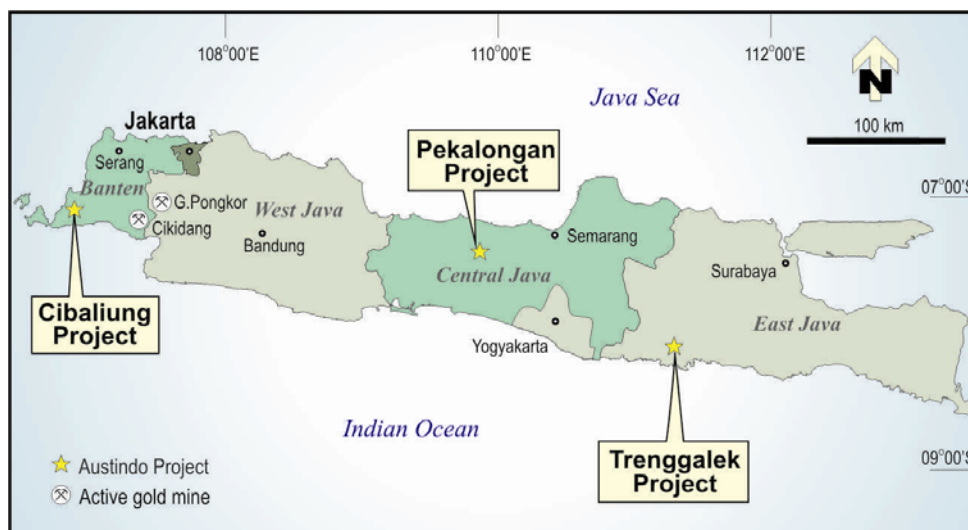 108°00'E
110°00'E
112°00'E
N
100 km
Java Sea
Jakarta
Serang
Banten
G.Pongkor
Cikidang
West Java
Bandung
Pekalongan
Project
07°00'S
Semarang
Central Java
Surabaya
Cibaliung
Project
Yogyakarta
East Java
Indian Ocean
Trenggalek
Project
09°00'S
Austindo Project
Active gold mine